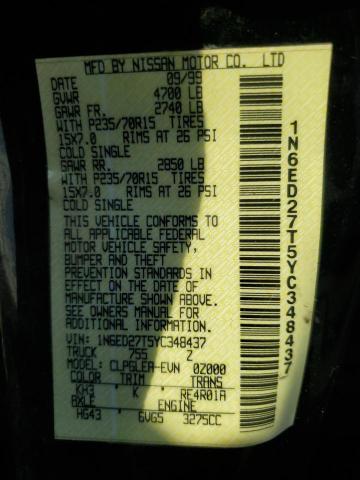 MFD BY NISSAN MOTOR CO. LTD
DATE 09/99
GVWR 4700 LB
GAWR FR. 2740 LB
WITH P235/70R15 TIRES
15X7.0 RIMS AT 26 PSI
COLD SINGLE
GAWR RR. 2850 LB
WITH P235/70R15 TIRES
15X7.0 RIMS AT 26 PSI
COLD SINGLE
THIS VEHICLE CONFORMS TO
ALL APPLICABLE FEDERAL
MOTOR VEHICLE SAFETY,
BUMPER AND THEFT
PREVENTION STANDARDS IN
EFFECT ON THE DATE OF
MANUFACTURE SHOWN ABOVE.
SEE OWNERS MANUAL FOR
ADDITIONAL INFORMATION.
VIN: 1N6ED27T5YC348437
TRUCK 755 Z
MODEL: CLPGLEA-EVN 0Z000
COLOR TRIM TRANS
KH3 K RE4R01A
AXLE ENGINE
HG43 6VG5 3275CC
1N6ED27T5YC348437